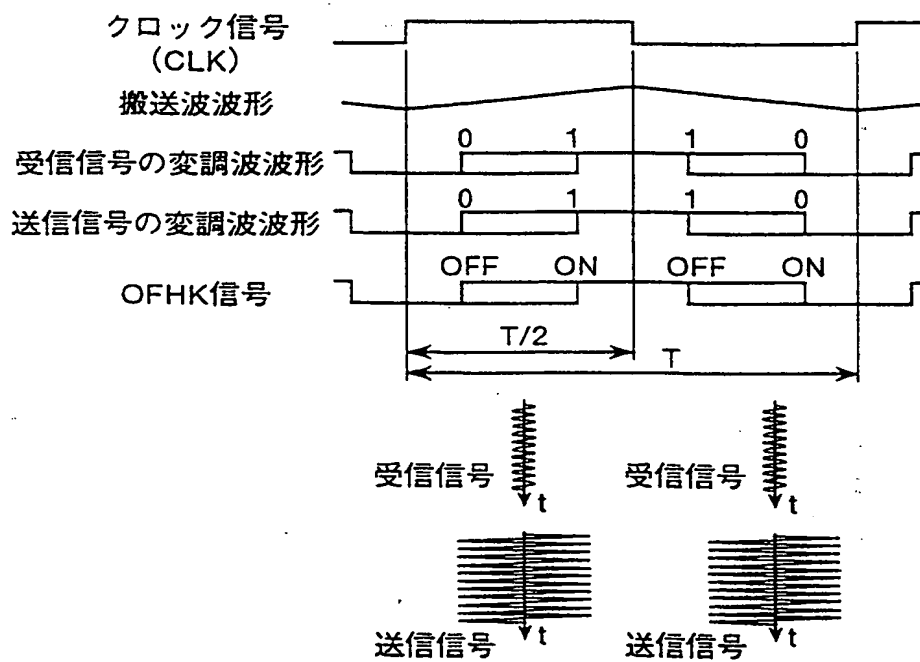 クロック信号
(CLK)
搬送波波形
0 1 1 0
受信信号の変調波波形
0 1 1 0
送信信号の変調波波形
OFF ON OFF ON
OFHK信号
T/2
T
受信信号 t 受信信号 t
送信信号 t 送信信号 t